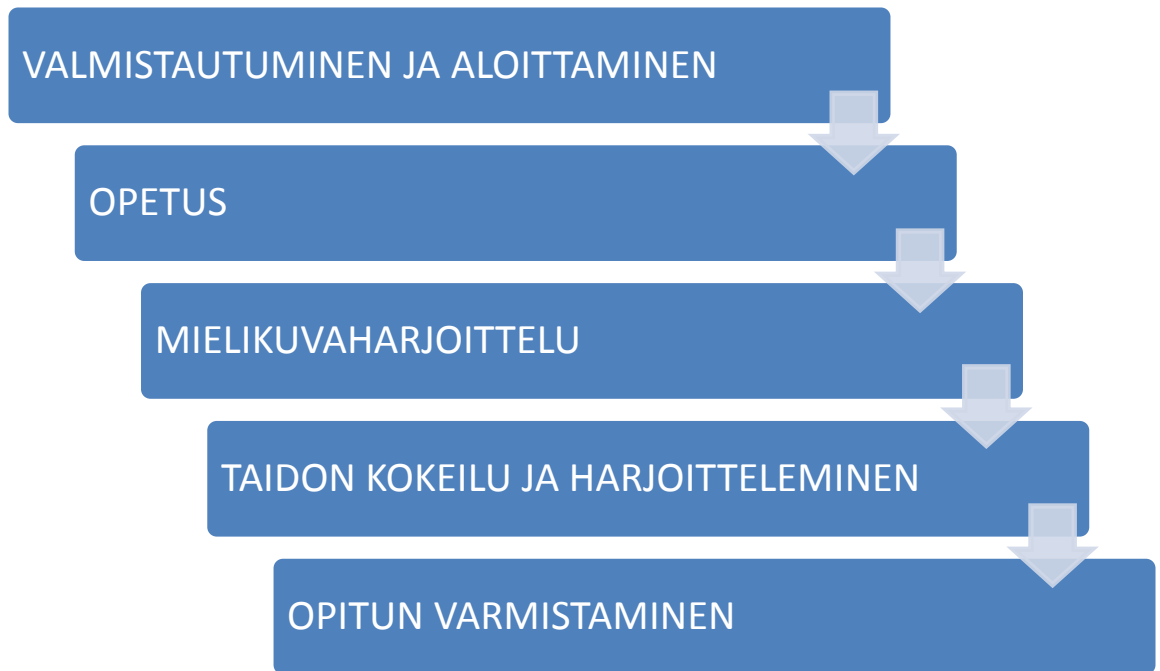 VALMISTAUTUMINEN JA ALOITTAMINEN
OPETUS
MIELIKUVAHARJOITTELU
TAIDON KOKEILU JA HARJOITTELEMINEN
OPITUN VARMISTAMINEN